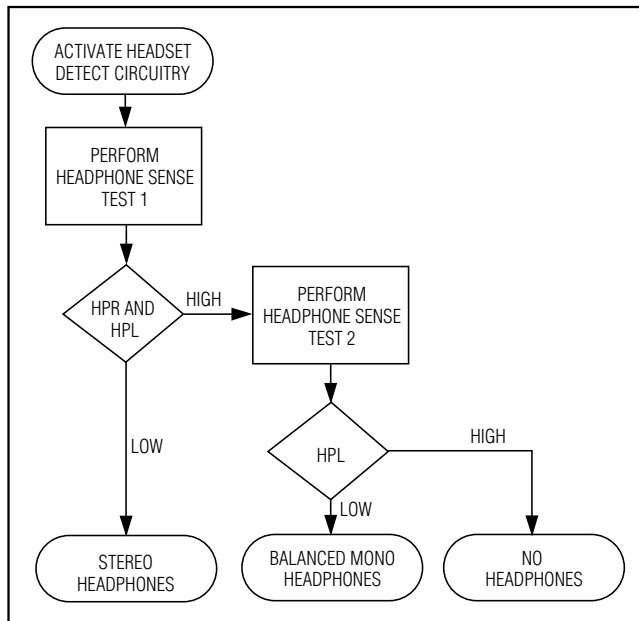 ACTIVATE HEADSET
DETECT CIRCUITRY
PERFORM
HEADPHONE SENSE
TEST 1
HPR AND
HPL
HIGH
PERFORM
HEADPHONE SENSE
TEST 2
LOW
HPL
HIGH
LOW
STEREO
HEADPHONES
BALANCED MONO
HEADPHONES
NO
HEADPHONES